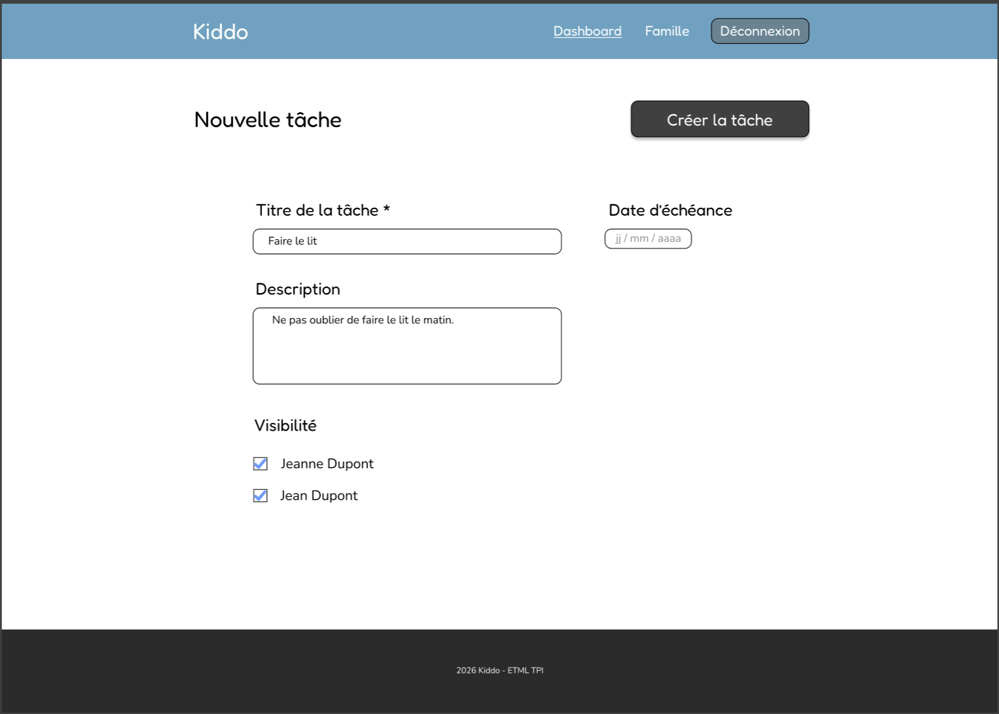 Kiddo
Dashboard
Famille
Déconnexion
Nouvelle tâche
Créer la tâche
Titre de la tâche *
Faire le lit
Date d'échéance
jj / mm / aaaa
Description
Ne pas oublier de faire le lit le matin.
Visibilité
Jeanne Dupont
Jean Dupont
2026 Kiddo - ETML TPI